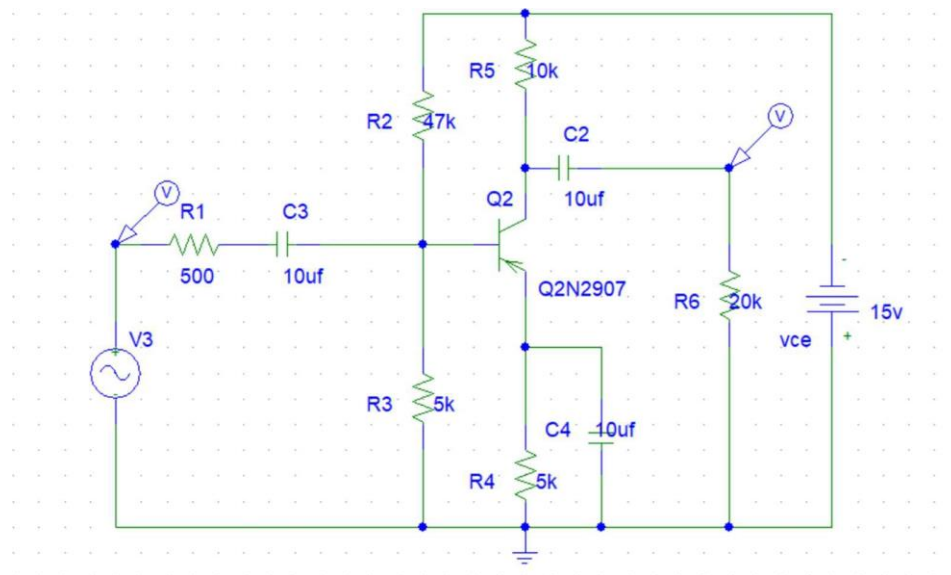 R5
10k
R2
47k
V
C2
10uf
V
R1
500
C3
10uf
Q2
Q2N2907
R6
20k
-
15v
vce
+
V3
+
R3
5k
C4
10uf
R4
5k